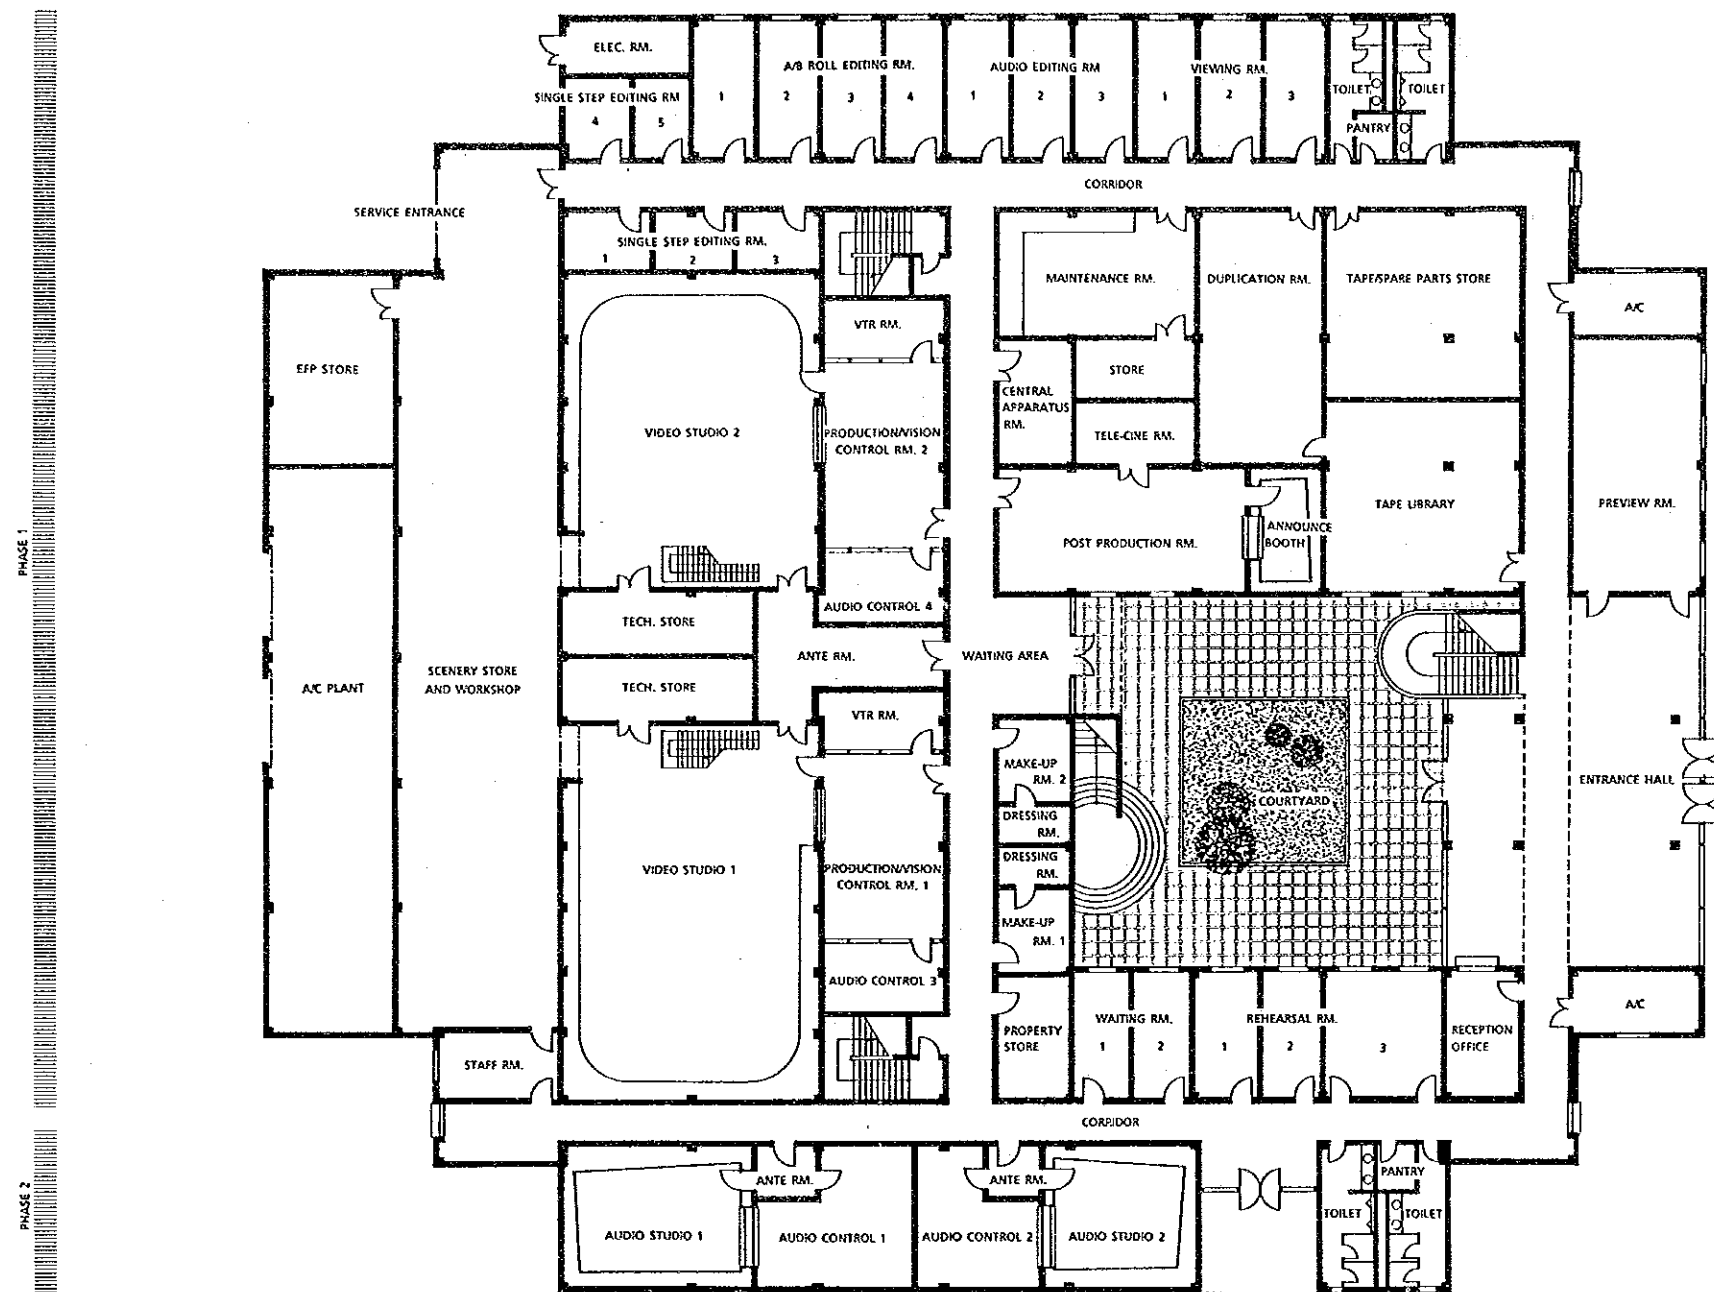 ELEC. RM.
A/B ROLL EDITING RM.
AUDIO EDITING RM
VIEWING RM.
SINGLE STEP EDITING RM
1
2
3
4
1
2
3
1
2
3
4
5
TOILET
TOILET
PANTRY
CORRIDOR
SERVICE ENTRANCE
SINGLE STEP EDITING RM.
1
2
3
MAINTENANCE RM.
DUPLICATION RM.
TAPE/SPARE PARTS STORE
A/C
VTR RM.
EFP STORE
STORE
CENTRAL
APPARATUS
RM.
VIDEO STUDIO 2
PRODUCTION/VISION
CONTROL RM. 2
TELE-CINE RM.
TAPE LIBRARY
PREVIEW RM.
ANNOUNCE
BOOTH
POST PRODUCTION RM.
PHASE 1
AUDIO CONTROL 4
TECH. STORE
ANTE RM.
WAITING AREA
SCENERY STORE
AND WORKSHOP
A/C PLANT
TECH. STORE
VTR RM.
MAKE-UP
RM. 2
ENTRANCE HALL
COURTYARD
DRESSING
RM.
DRESSING
RM.
VIDEO STUDIO 1
PRODUCTION/VISION
CONTROL RM. 1
MAKE-UP
RM. 1
AUDIO CONTROL 3
A/C
PROPERTY
STORE
WAITING RM.
1
2
REHEARSAL RM.
1
2
3
RECEPTION
OFFICE
STAFF RM.
CORRIDOR
PHASE 2
ANTE RM.
ANTE RM.
PANTRY
TOILET
TOILET
AUDIO STUDIO 1
AUDIO CONTROL 1
AUDIO CONTROL 2
AUDIO STUDIO 2